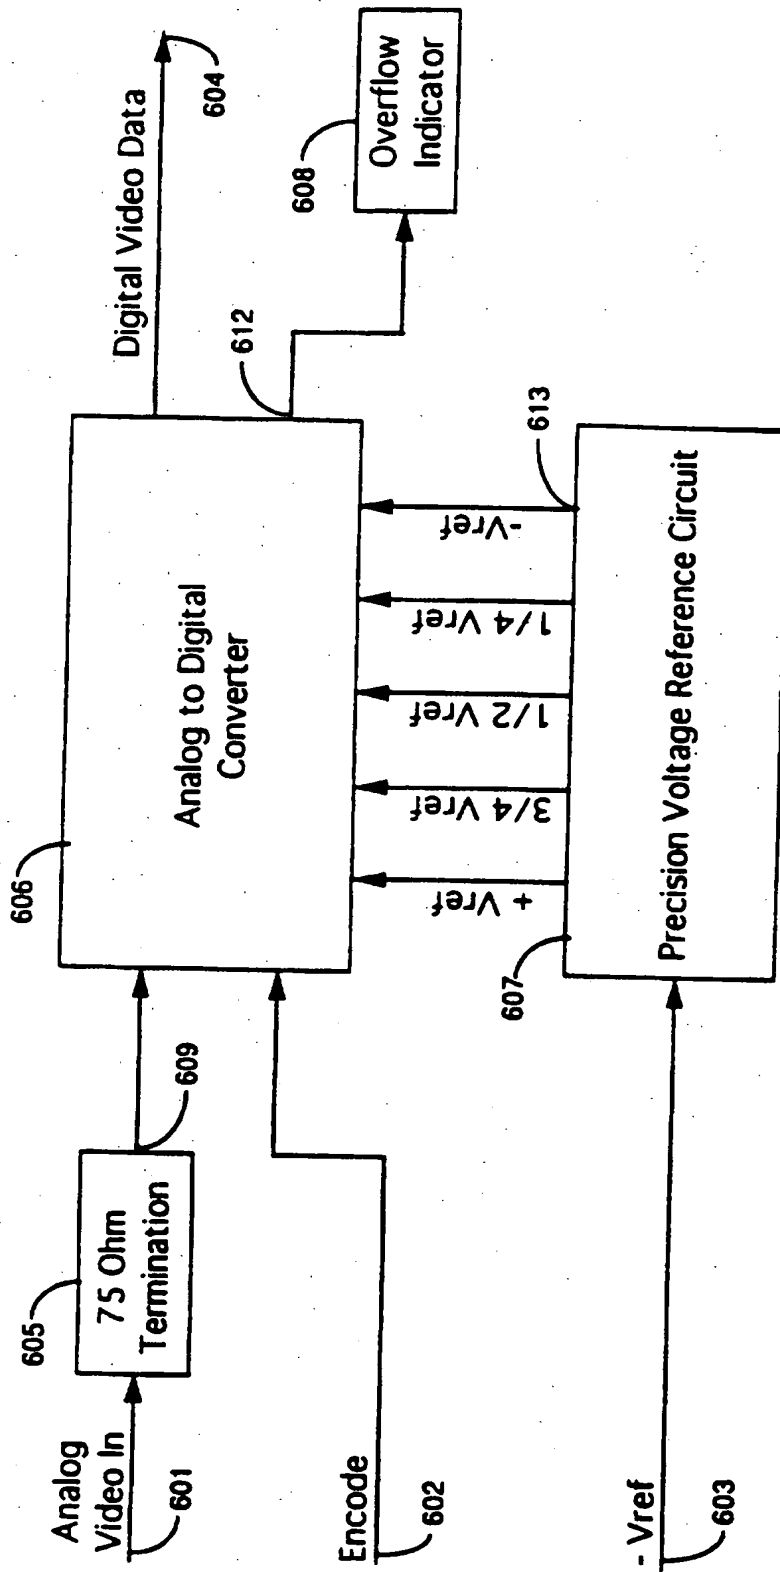 Analog
Video In
601
605
75 Ohm
Termination
609
Encode
602
- Vref
603
606
Analog to Digital
Converter
Digital Video Data
604
612
608
Overflow
Indicator
+ Vref
3/4 Vref
1/2 Vref
1/4 Vref
-Vref
613
607
Precision Voltage Reference Circuit